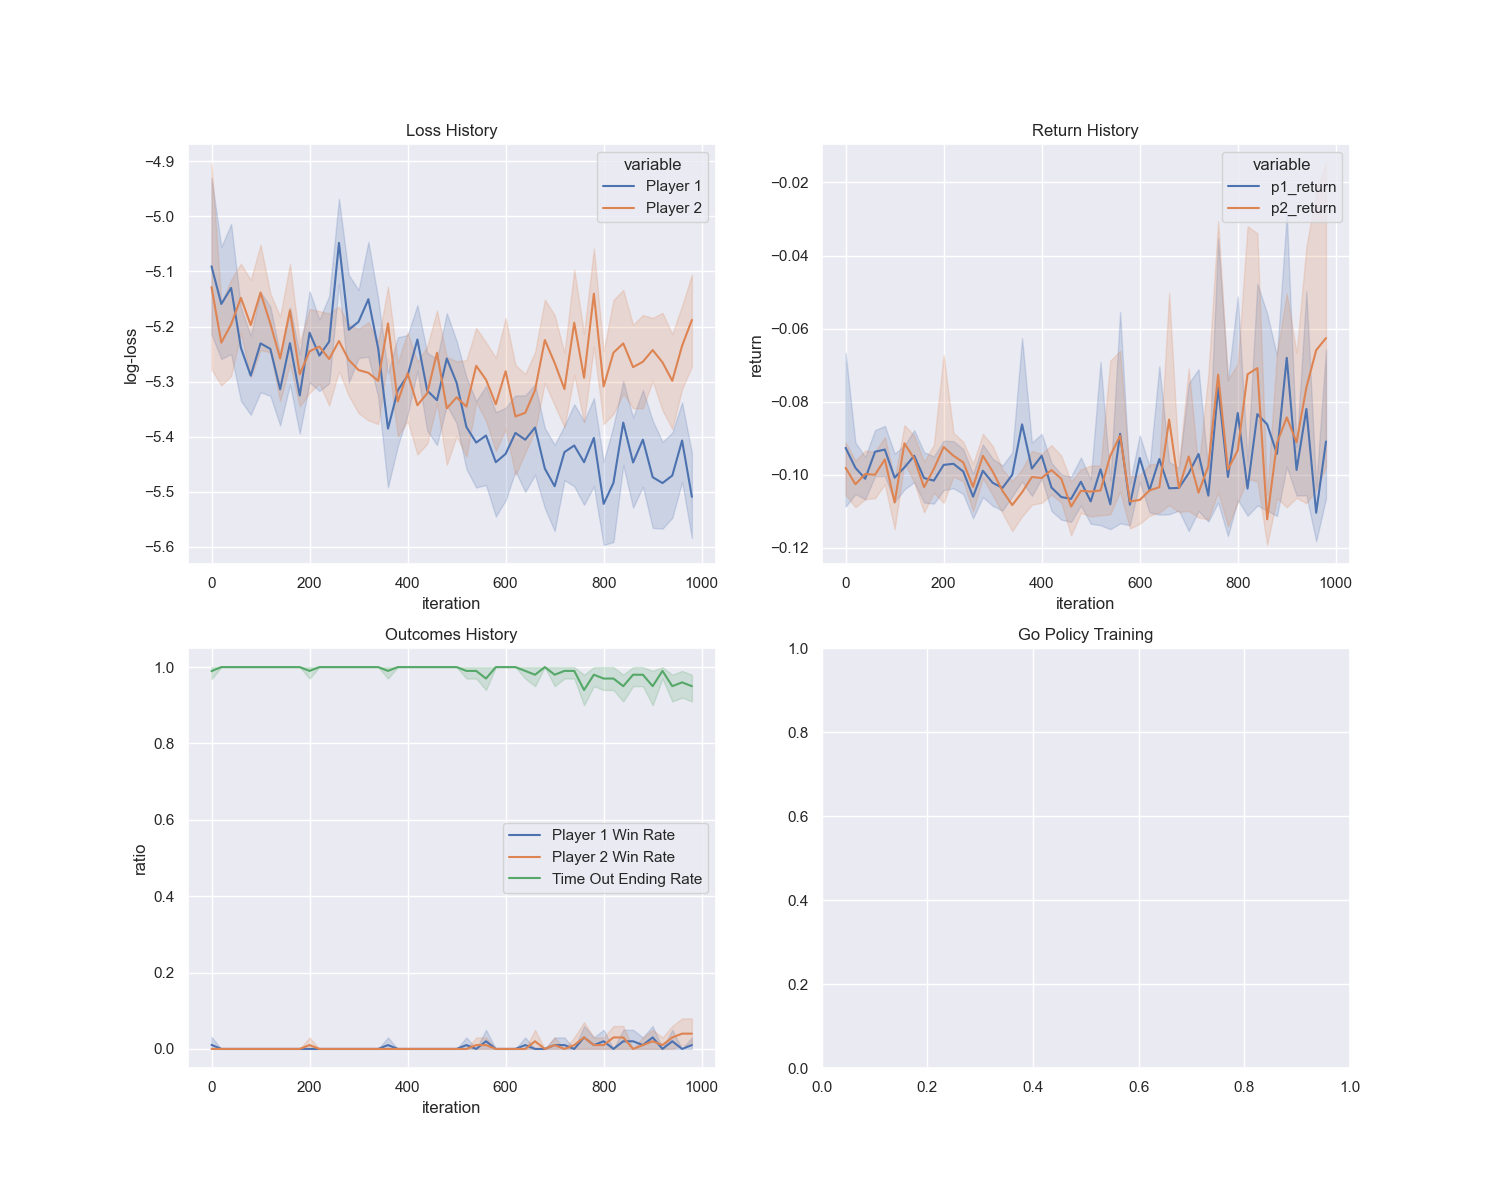 Loss History
−4.9
−5.0
−5.1
−5.2
−5.3
−5.4
−5.5
−5.6
log-loss
variable
Player 1
Player 2
0 200 400 600 800 1000
iteration
Return History
−0.02
−0.04
−0.06
−0.08
−0.10
−0.12
return
variable
p1_return
p2_return
0 200 400 600 800 1000
iteration
Outcomes History
1.0
0.8
0.6
0.4
0.2
0.0
ratio
Player 1 Win Rate
Player 2 Win Rate
Time Out Ending Rate
0 200 400 600 800 1000
iteration
Go Policy Training
1.0
0.8
0.6
0.4
0.2
0.0
0.0 0.2 0.4 0.6 0.8 1.0